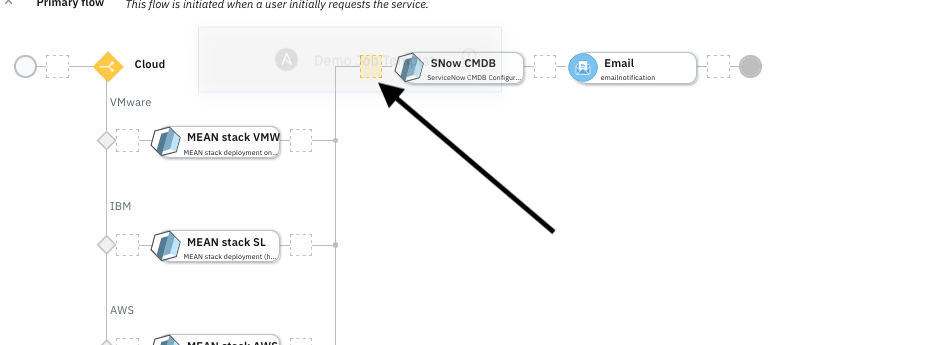 Primary flow This flow is initiated when a user initially requests the service.
Cloud
SNow CMDB
ServiceNow CMDB Configur...
Email
emailnotification
VMware
MEAN stack VMW
MEAN stack deployment on...
IBM
MEAN stack SL
MEAN stack deployment (h...
AWS
MEAN stack AWS
A Demo Job